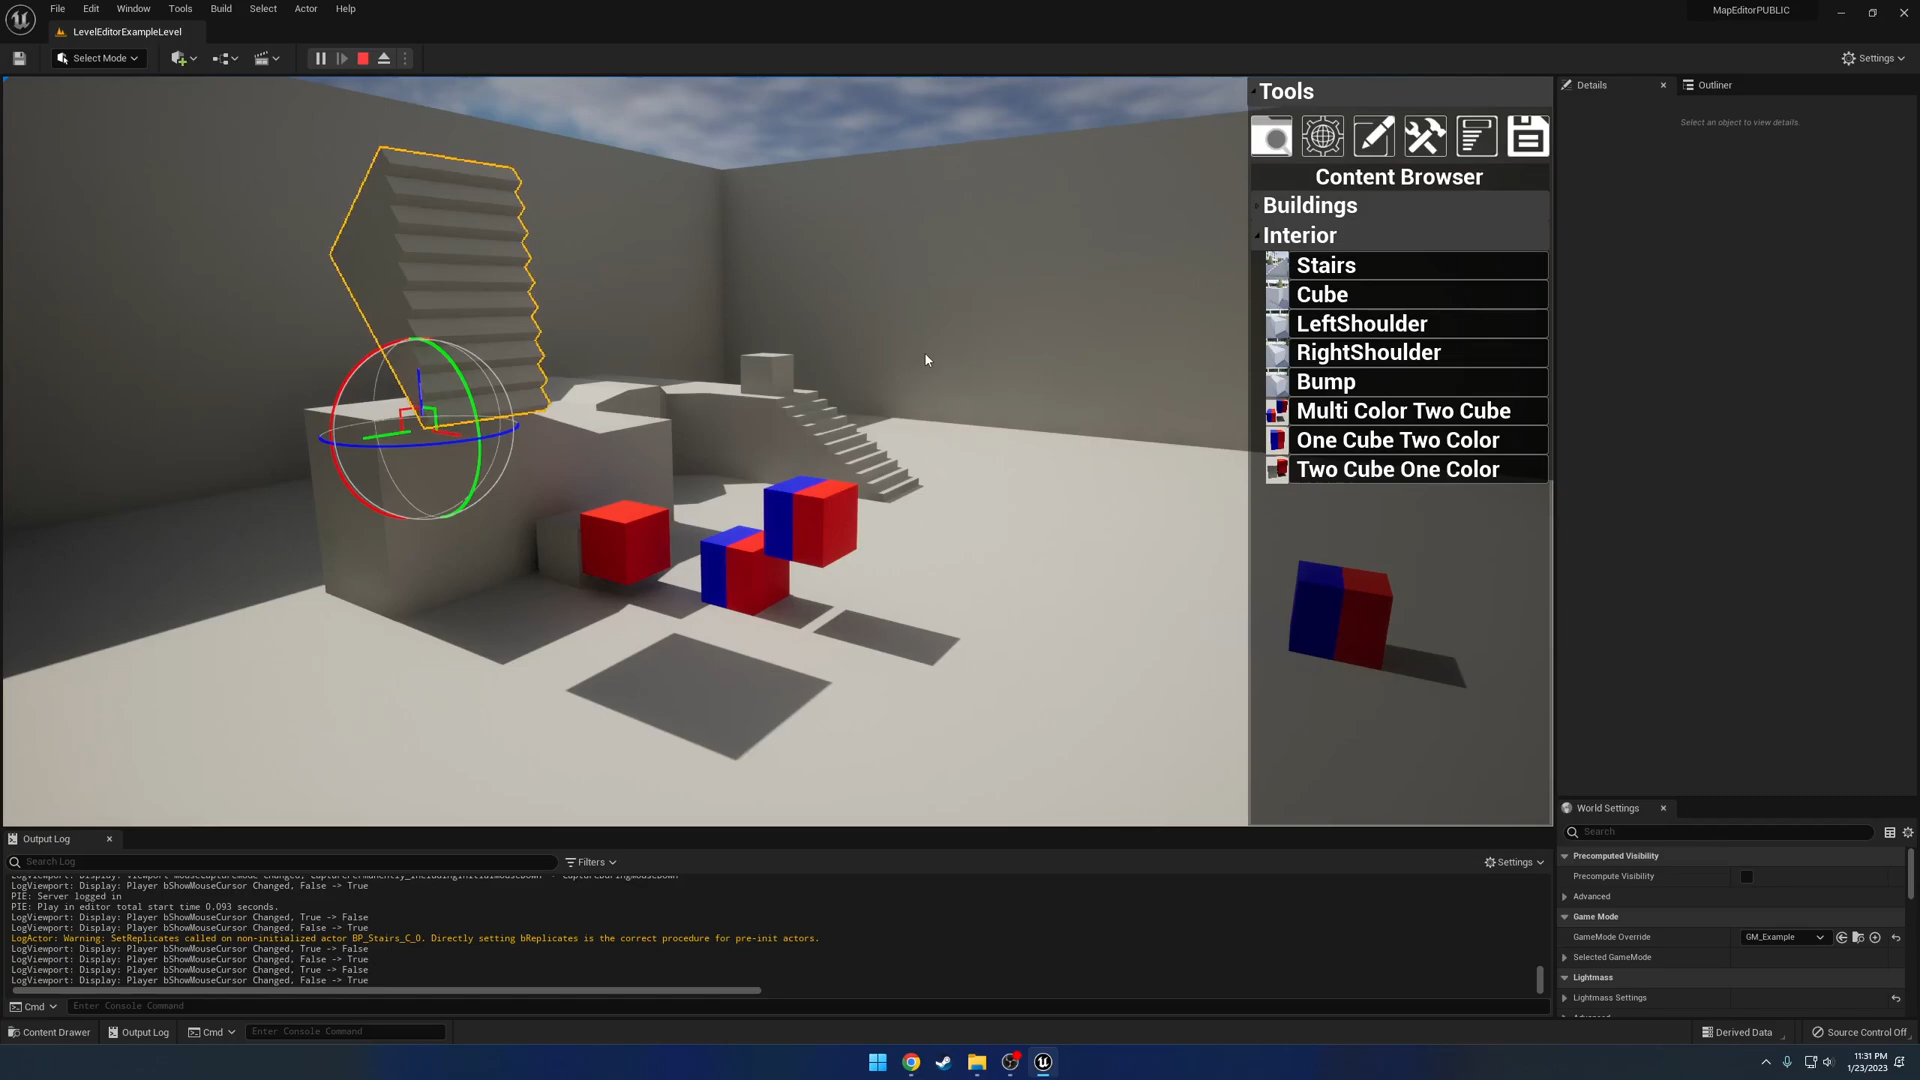 File Edit Window Tools Build Select Actor Help
MapEditorPUBLIC
LevelEditorExampleLevel
Select Mode
Settings
Tools
Content Browser
Buildings
Interior
Stairs
Cube
LeftShoulder
RightShoulder
Bump
Multi Color Two Cube
One Cube Two Color
Two Cube One Color
Details
Outliner
Select an object to view details.
World Settings
Search
Precomputed Visibility
Precompute Visibility
Advanced
Game Mode
GameMode Override
GM_Example
Selected GameMode
Lightmass
Lightmass Settings
Output Log
Search Log
Filters
Settings
LogViewport: Display: Player bShowMouseCursor Changed, False -> True
PIE: Server logged in
PIE: Play in editor total start time 0.093 seconds.
LogViewport: Display: Player bShowMouseCursor Changed, True -> False
LogViewport: Display: Player bShowMouseCursor Changed, False -> True
LogActor: Warning: SetReplicates called on non-initialized actor BP_Stairs_C_0. Directly setting bReplicates is the correct procedure for pre-init actors.
LogViewport: Display: Player bShowMouseCursor Changed, True -> False
LogViewport: Display: Player bShowMouseCursor Changed, False -> True
LogViewport: Display: Player bShowMouseCursor Changed, True -> False
LogViewport: Display: Player bShowMouseCursor Changed, False -> True
Cmd
Enter Console Command
Content Drawer
Output Log
Cmd
Enter Console Command
Derived Data
Source Control Off
11:31 PM
1/23/2023